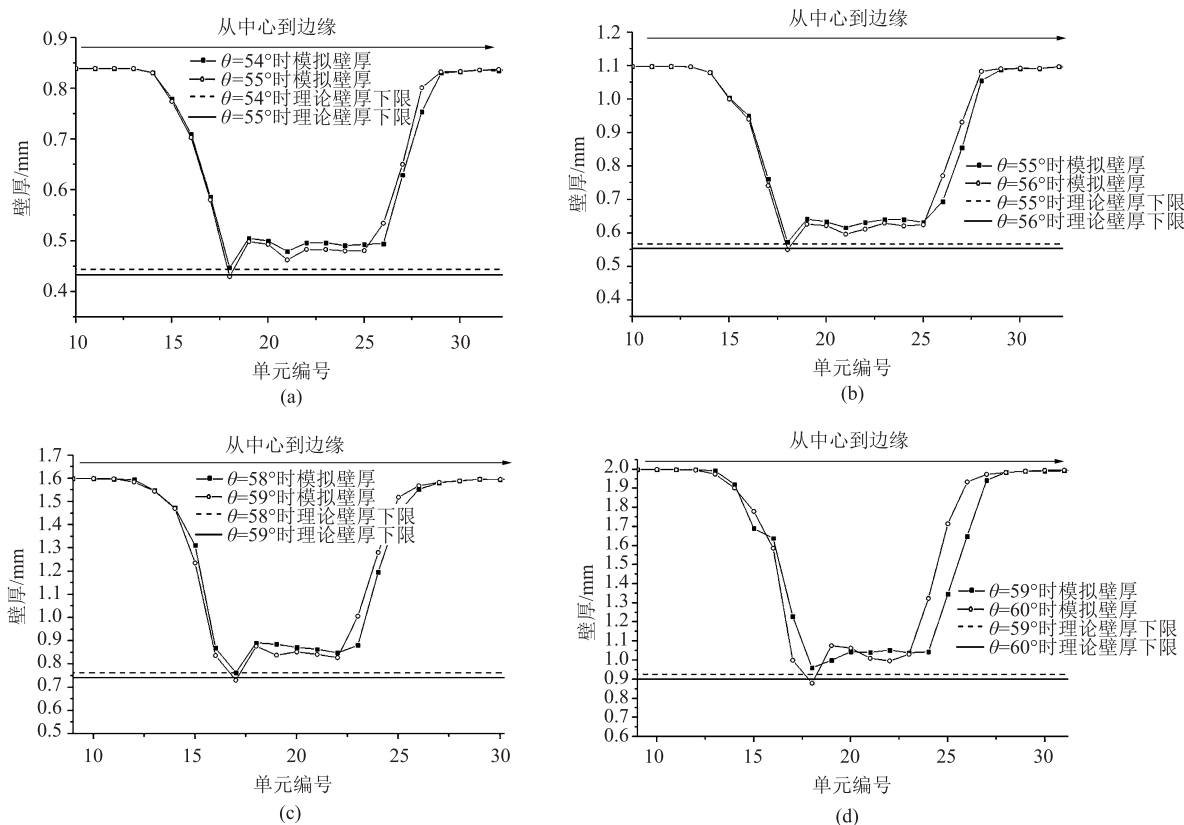 从中心到边缘
0.9
0.8
0.7
0.6
0.5
0.4
壁厚/mm
θ=54°时模拟壁厚
θ=55°时模拟壁厚
θ=54°时理论壁厚下限
θ=55°时理论壁厚下限
10 15 20 25 30
单元编号
(a)
从中心到边缘
1.2
1.1
1.0
0.9
0.8
0.7
0.6
0.5
0.4
壁厚/mm
θ=55°时模拟壁厚
θ=56°时模拟壁厚
θ=55°时理论壁厚下限
θ=56°时理论壁厚下限
10 15 20 25 30
单元编号
(b)
从中心到边缘
1.7
1.6
1.5
1.4
1.3
1.2
1.1
1.0
0.9
0.8
0.7
0.6
0.5
壁厚/mm
θ=58°时模拟壁厚
θ=59°时模拟壁厚
θ=58°时理论壁厚下限
θ=59°时理论壁厚下限
10 15 20 25 30
单元编号
(c)
从中心到边缘
2.0
1.9
1.8
1.7
1.6
1.5
1.4
1.3
1.2
1.1
1.0
0.9
0.8
0.7
0.6
壁厚/mm
θ=59°时模拟壁厚
θ=60°时模拟壁厚
θ=59°时理论壁厚下限
θ=60°时理论壁厚下限
10 15 20 25 30
单元编号
(d)